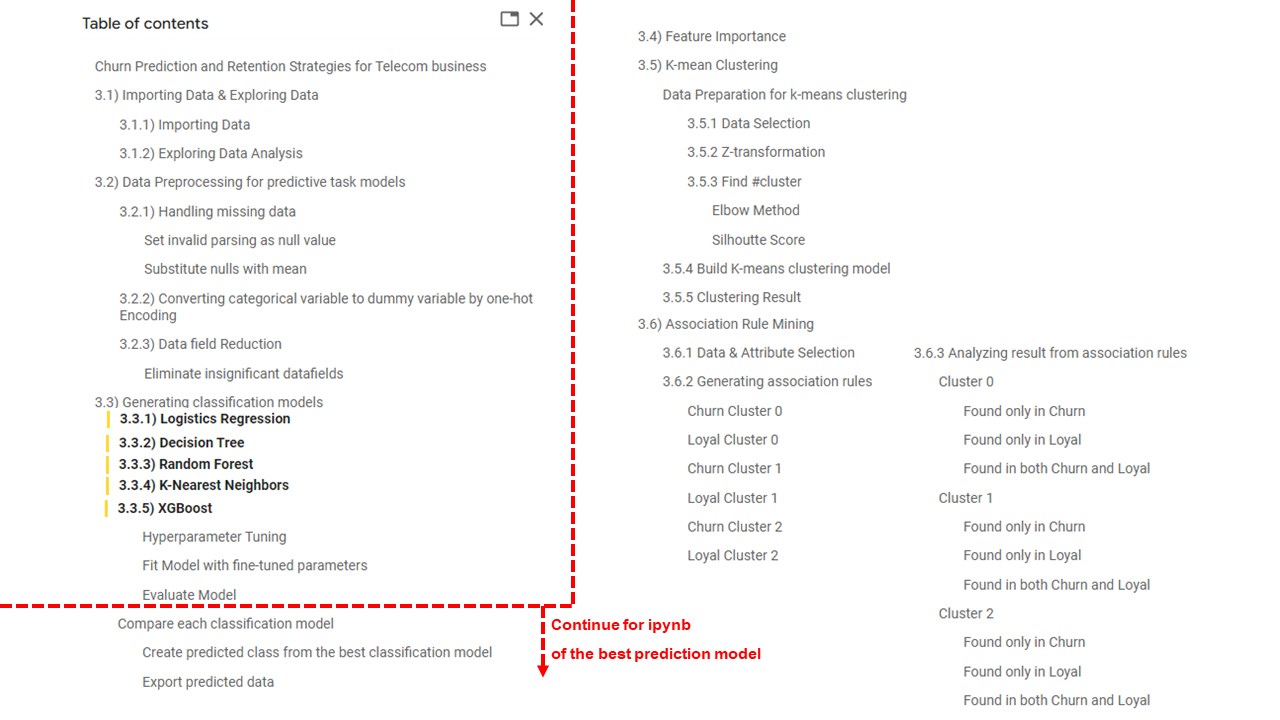 Table of contents
Churn Prediction and Retention Strategies for Telecom business
3.1) Importing Data & Exploring Data
3.1.1) Importing Data
3.1.2) Exploring Data Analysis
3.2) Data Preprocessing for predictive task models
3.2.1) Handling missing data
Set invalid parsing as null value
Substitute nulls with mean
3.2.2) Converting categorical variable to dummy variable by one-hot
Encoding
3.2.3) Data field Reduction
Eliminate insignificant datafields
3.3) Generating classification models
3.3.1) Logistics Regression
3.3.2) Decision Tree
3.3.3) Random Forest
3.3.4) K-Nearest Neighbors
3.3.5) XGBoost
Hyperparameter Tuning
Fit Model with fine-tuned parameters
Evaluate Model
Compare each classification model
Create predicted class from the best classification model
Export predicted data
Continue for ipynb
of the best prediction model
3.4) Feature Importance
3.5) K-mean Clustering
Data Preparation for k-means clustering
3.5.1 Data Selection
3.5.2 Z-transformation
3.5.3 Find #cluster
Elbow Method
Silhoutte Score
3.5.4 Build K-means clustering model
3.5.5 Clustering Result
3.6) Association Rule Mining
3.6.1 Data & Attribute Selection
3.6.2 Generating association rules
Churn Cluster 0
Loyal Cluster 0
Churn Cluster 1
Loyal Cluster 1
Churn Cluster 2
Loyal Cluster 2
3.6.3 Analyzing result from association rules
Cluster 0
Found only in Churn
Found only in Loyal
Found in both Churn and Loyal
Cluster 1
Found only in Churn
Found only in Loyal
Found in both Churn and Loyal
Cluster 2
Found only in Churn
Found only in Loyal
Found in both Churn and Loyal